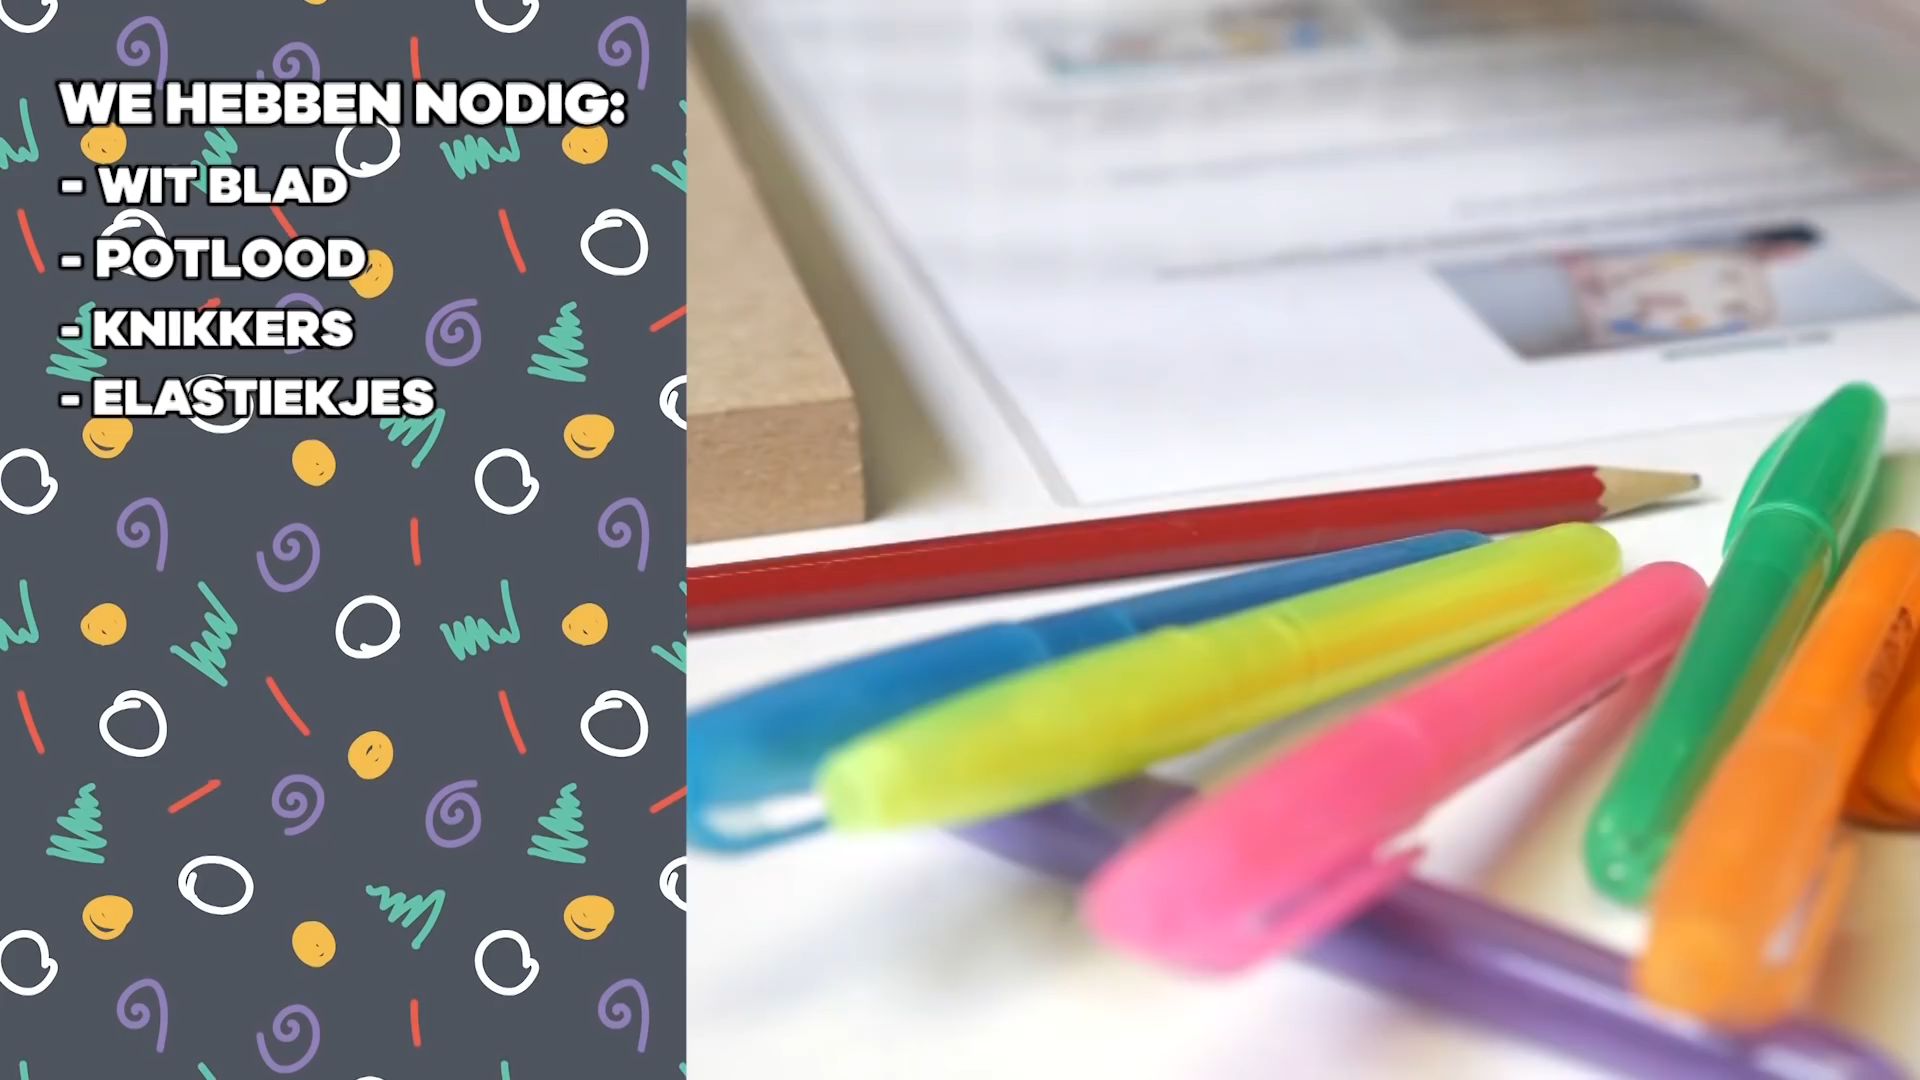 WE HEBBEN NODIG:
- WIT BLAD
- POTLOOD
- KNIKKERS
- ELASTIEKJES